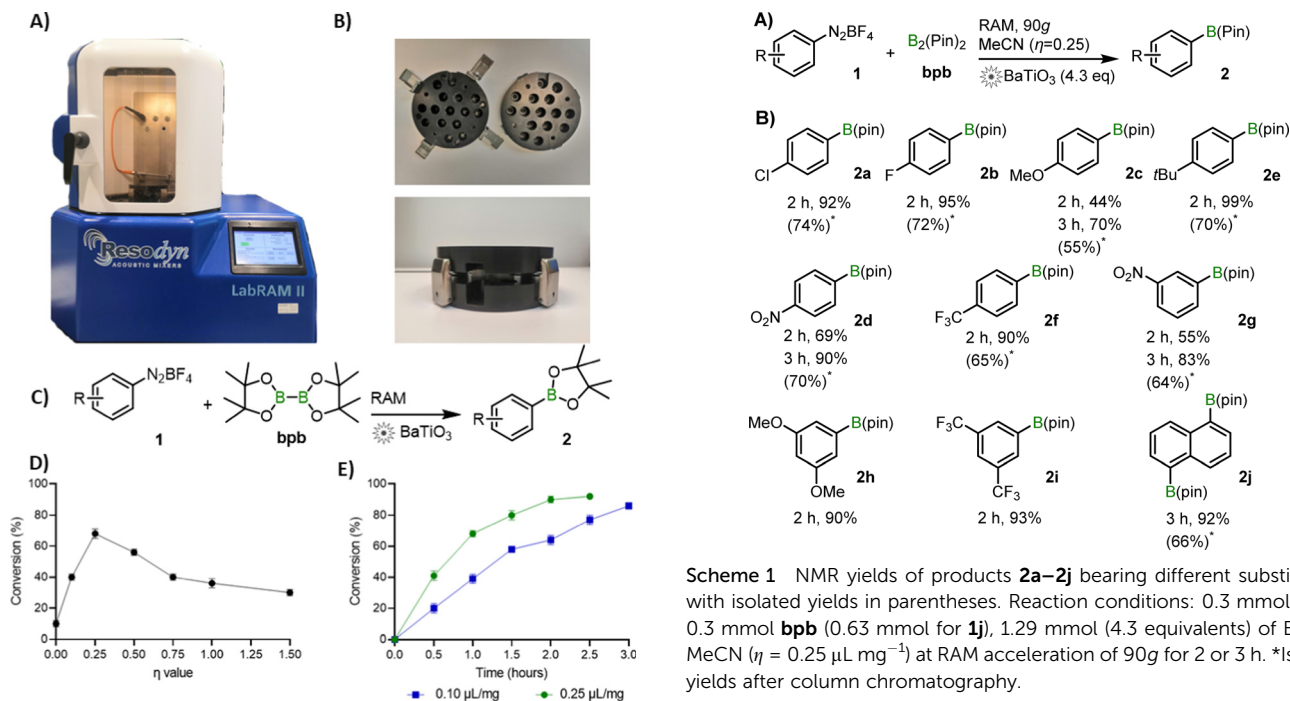 A)
Resodyn
ACOUSTIC MIXERS
LabRAM II
B)
C)
R
N₂BF₄
1
+
O O
B B
O O
bpb
RAM
BaTiO₃
R
B
O
O
2
D)
Conversion (%)
100
80
60
40
20
0
0.00 0.25 0.50 0.75 1.00 1.25 1.50
η value
E)
Conversion (%)
100
80
60
40
20
0
0.0 0.5 1.0 1.5 2.0 2.5 3.0
Time (hours)
0.10 µL/mg 0.25 µL/mg
A)
R
N₂BF₄
1
+
B₂(Pin)₂
bpb
RAM, 90g
MeCN (η=0.25)
BaTiO₃ (4.3 eq)
R
B(Pin)
2
B)
B(pin)
Cl
2a
2 h, 92%
(74%)*
B(pin)
F
2b
2 h, 95%
(72%)*
B(pin)
MeO
2c
2 h, 44%
3 h, 70%
(55%)*
B(pin)
tBu
2e
2 h, 99%
(70%)*
B(pin)
O₂N
2d
2 h, 69%
3 h, 90%
(70%)*
B(pin)
F₃C
2f
2 h, 90%
(65%)*
NO₂
B(pin)
2g
2 h, 55%
3 h, 83%
(64%)*
MeO
B(pin)
2h
OMe
2 h, 90%
F₃C
B(pin)
2i
CF₃
2 h, 93%
B(pin)
2j
B(pin)
3 h, 92%
(66%)*
Scheme 1 NMR yields of products 2a–2j bearing different substi
with isolated yields in parentheses. Reaction conditions: 0.3 mmol
0.3 mmol bpb (0.63 mmol for 1j), 1.29 mmol (4.3 equivalents) of B
MeCN (η = 0.25 µL mg⁻¹) at RAM acceleration of 90g for 2 or 3 h. *Is
yields after column chromatography.